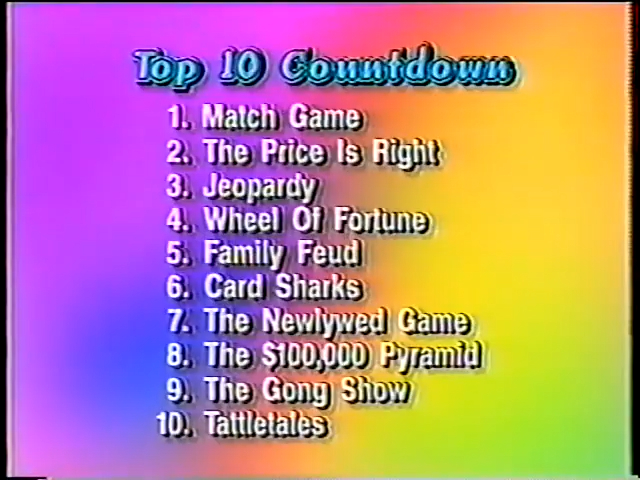 Top 10 Countdown
1. Match Game
2. The Price Is Right
3. Jeopardy
4. Wheel Of Fortune
5. Family Feud
6. Card Sharks
7. The Newlywed Game
8. The $100,000 Pyramid
9. The Gong Show
10. Tattletales